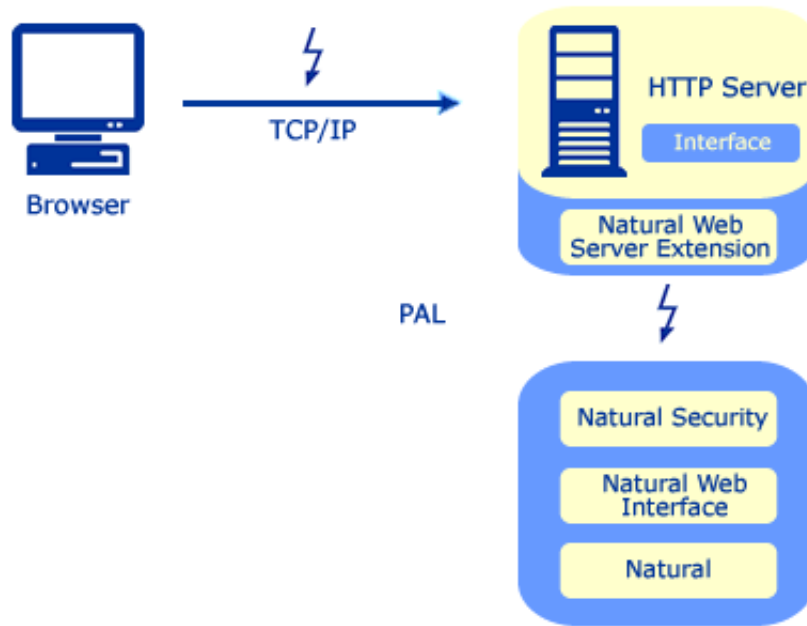 HTTP Server
TCP/IP
Interface
Browser
Natural Web
Server Extension
PAL
Natural Security
Natural Web
Interface
Natural